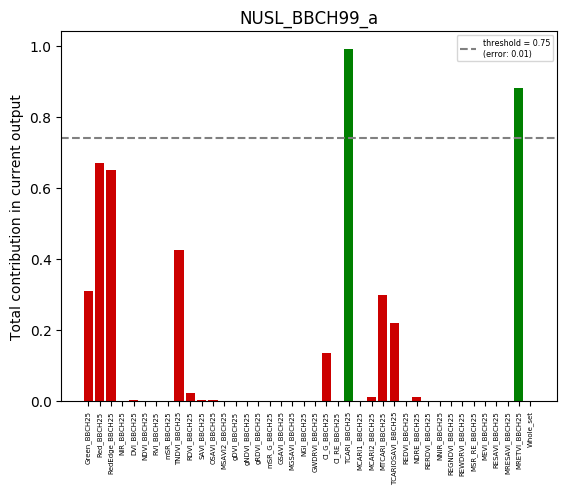 NUSL_BBCH99_a
threshold = 0.75
(error: 0.01)
Total contribution in current output
1.0
0.8
0.6
0.4
0.2
0.0
Green_BBCH25
Red_BBCH25
RedEdge_BBCH25
NIR_BBCH25
DVI_BBCH25
NDVI_BBCH25
RVI_BBCH25
mSR_BBCH25
TNDVI_BBCH25
RDVI_BBCH25
SAVI_BBCH25
OSAVI_BBCH25
MSAVI2_BBCH25
gDVI_BBCH25
gNDVI_BBCH25
gRDVI_BBCH25
mSR_G_BBCH25
GSAVI_BBCH25
MGSAVI_BBCH25
NGI_BBCH25
GWDRVI_BBCH25
CI_G_BBCH25
CI_RE_BBCH25
TCARI_BBCH25
MCARI1_BBCH25
MCARI2_BBCH25
MTCARI_BBCH25
TCARIOSAVI_BBCH25
REDVI_BBCH25
NDRE_BBCH25
RERDVI_BBCH25
NNIR_BBCH25
REGNDVI_BBCH25
REWDRVI_BBCH25
MSR_RE_BBCH25
MEVI_BBCH25
RESAVI_BBCH25
MRESAVI_BBCH25
MRETVI_BBCH25
Whole_set